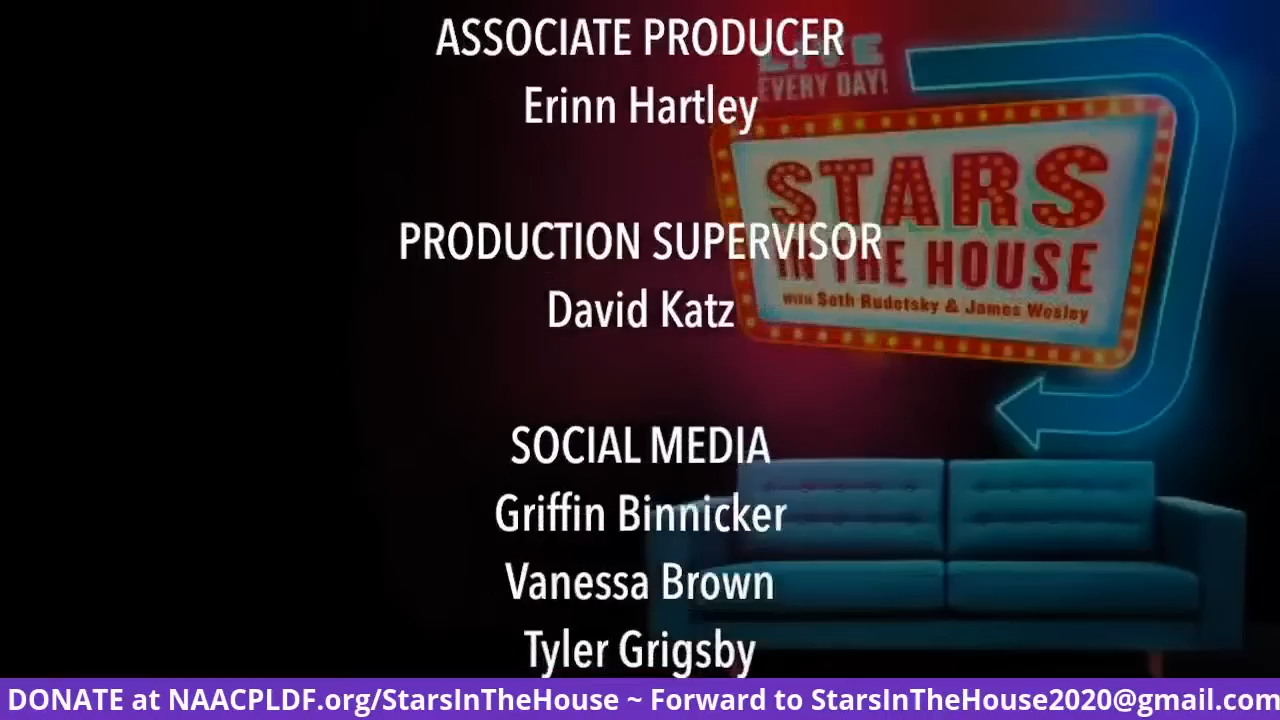 ASSOCIATE PRODUCER
Erinn Hartley
LIVE
EVERY DAY!
STARS
IN THE HOUSE
with Seth Rudetsky & James Wesley
PRODUCTION SUPERVISOR
David Katz
SOCIAL MEDIA
Griffin Binnicker
Vanessa Brown
Tyler Grigsby
DONATE at NAACPLDF.org/StarsInTheHouse ~ Forward to StarsInTheHouse2020@gmail.com